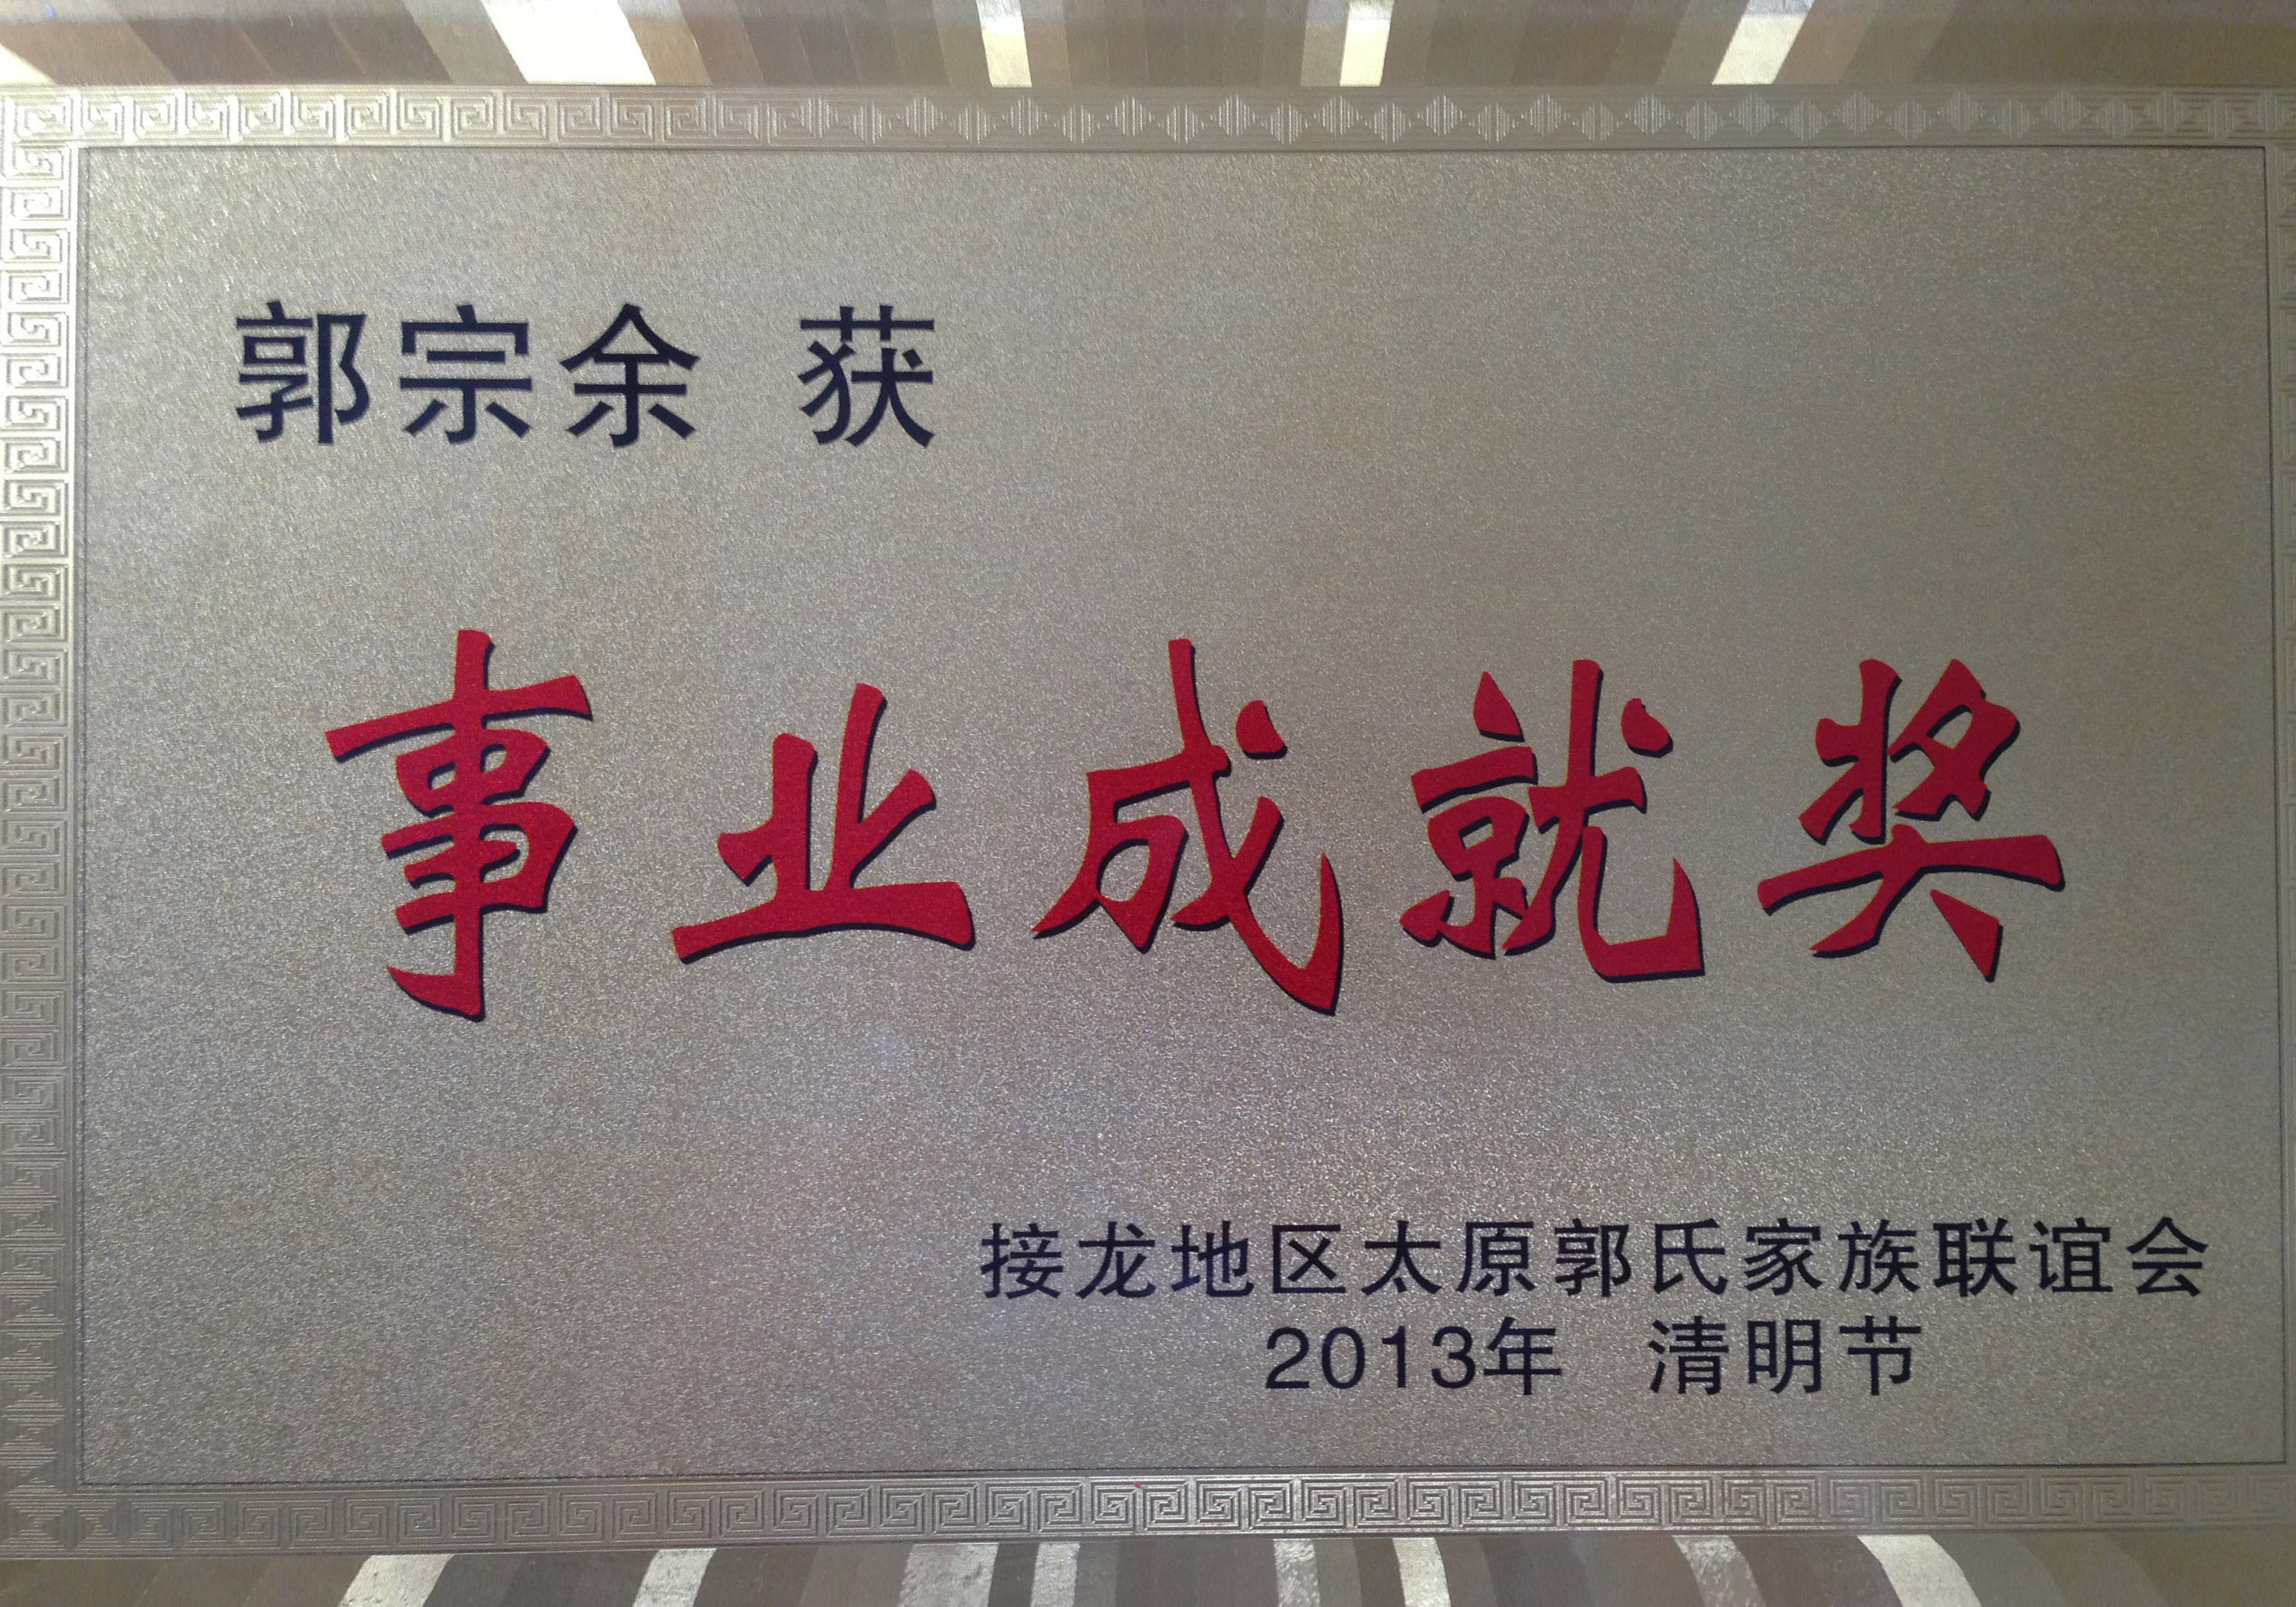 郭宗余 获
事业成就奖
接龙地区太原郭氏家族联谊会
2013年 清明节